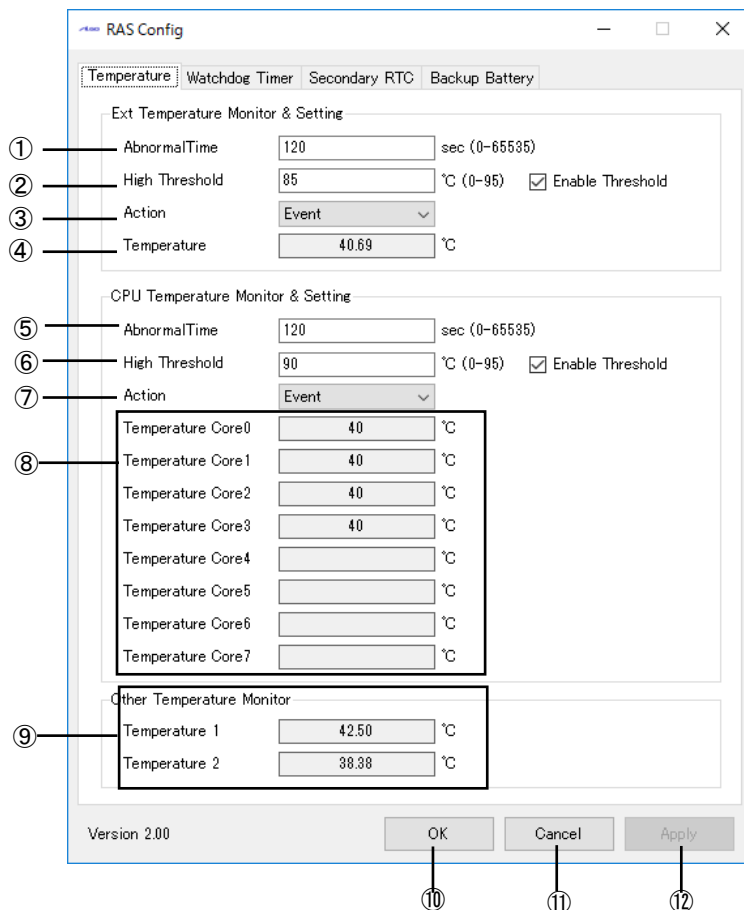 RAS Config
Temperature Watchdog Timer Secondary RTC Backup Battery
Ext Temperature Monitor & Setting
① AbnormalTime 120 sec (0-65535)
② High Threshold 85 ℃ (0-95) Enable Threshold
③ Action Event
④ Temperature 40.69 ℃
CPU Temperature Monitor & Setting
⑤ AbnormalTime 120 sec (0-65535)
⑥ High Threshold 90 ℃ (0-95) Enable Threshold
⑦ Action Event
Temperature Core0 40 ℃
⑧ Temperature Core1 40 ℃
Temperature Core2 40 ℃
Temperature Core3 40 ℃
Temperature Core4 ℃
Temperature Core5 ℃
Temperature Core6 ℃
Temperature Core7 ℃
Other Temperature Monitor
⑨ Temperature 1 42.50 ℃
Temperature 2 38.38 ℃
Version 2.00 OK Cancel Apply
⑩ ⑪ ⑫